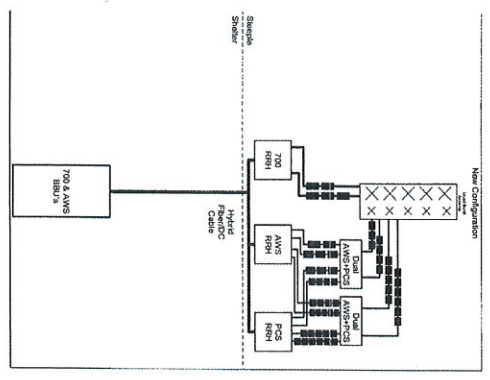 New Configuration
700
RRH
AWS
RRH
PCS
RRH
Dual
AWS+PCS
Dual
AWS+PCS
Steeple
Shelter
Hybrid
Fiber/DC
Cable
700 & AWS
BBU's